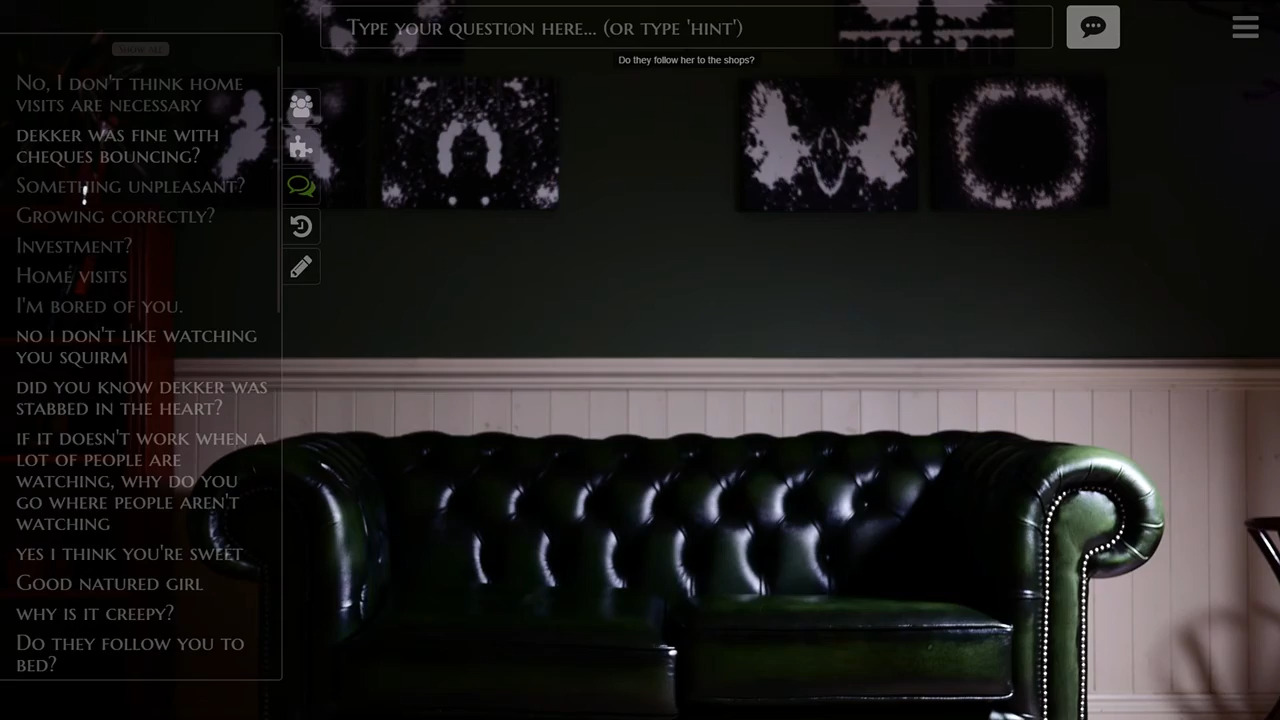 Type your question here... (or type 'hint')
Do they follow her to the shops?
Show all
No, I don't think home
visits are necessary
dekker was fine with
cheques bouncing?
Something unpleasant?
Growing correctly?
Investment?
Home visits
I'm bored of you.
no i don't like watching
you squirm
did you know dekker was
stabbed in the heart?
if it doesn't work when a
lot of people are
watching, why do you
go where people aren't
watching
yes i think you're sweet
Good natured girl
why is it creepy?
Do they follow you to
bed?